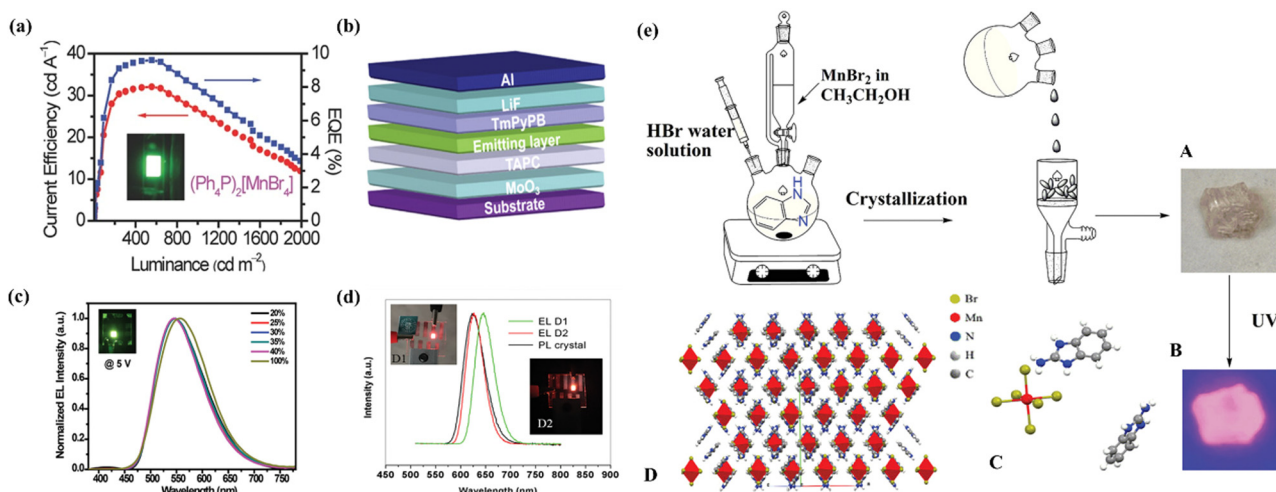 (a)
Current Efficiency (cd A⁻¹)
40
35
30
25
20
15
10
5
0
10
8
6
4
2
0
EQE (%)
(Ph₄P)₂[MnBr₄]
400 800 1200 1600 2000
Luminance (cd m⁻²
(b)
Al
LiF
TmPyPB
Emitting layer
TAPC
MoO₃
Substrate
(c)
Normalized EL Intensity (a.u.)
1.0
0.8
0.6
0.4
0.2
0.0
@ 5 V
20%
25%
30%
35%
40%
100%
400 450 500 550 600 650 700 750
Wavelength (nm)
(d)
Intensity (a.u.)
D1
EL D1
EL D2
PL crystal
D2
450 500 550 600 650 700 750 800 850 900
Wavelength (nm)
(e)
MnBr₂ in
CH₃CH₂OH
HBr water
solution
H
N
N
Crystallization
A
UV
B
Br
Mn
N
H
C
C
D